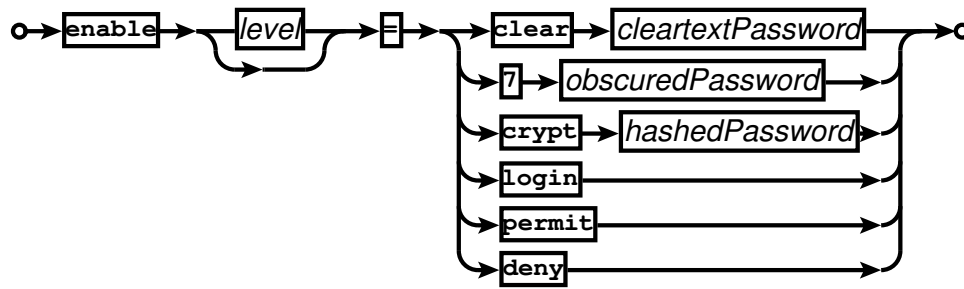 enable level = clear cleartextPassword
7 obscuredPassword
crypt hashedPassword
login
permit
deny